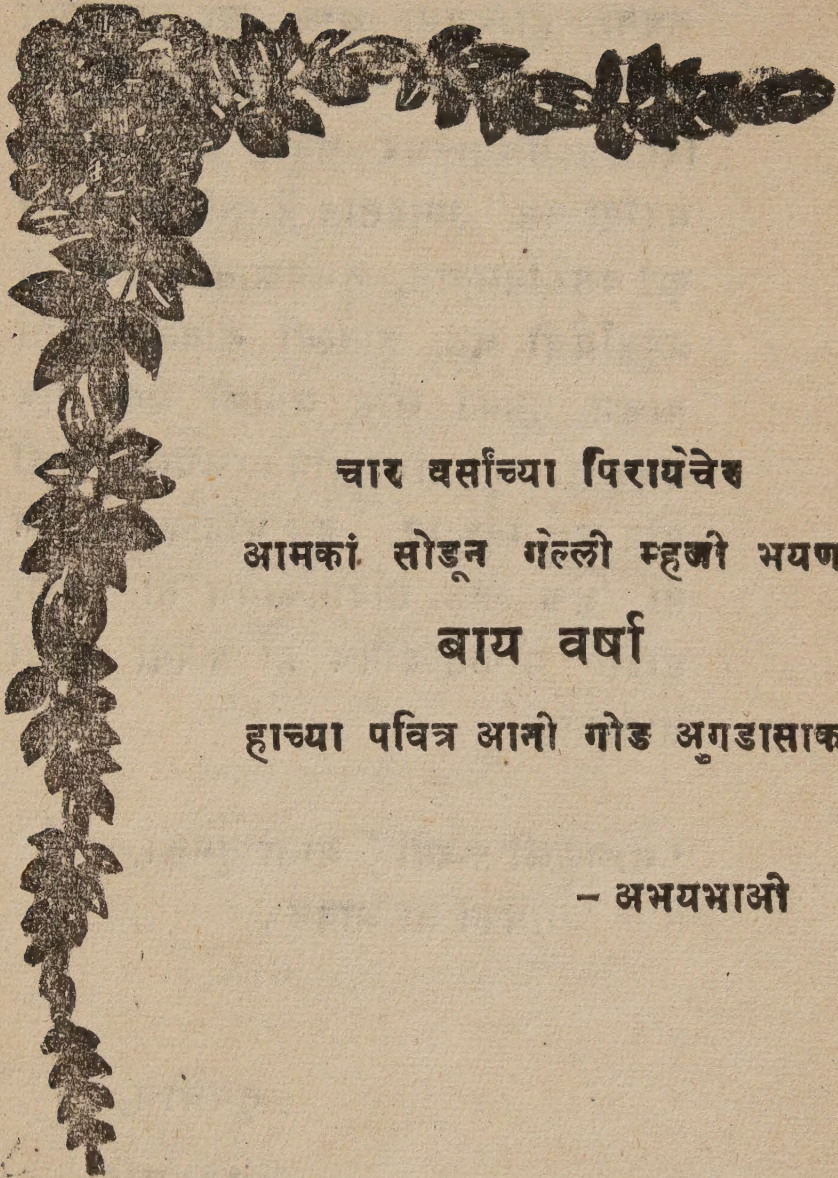 चार वर्सांच्या पिरायेचेर
आमकां सोडून गेल्ली म्हजी भयण
बाय वर्षा
हाच्या पवित्र आनी गोड अुगडासाक
- अभयभाओ